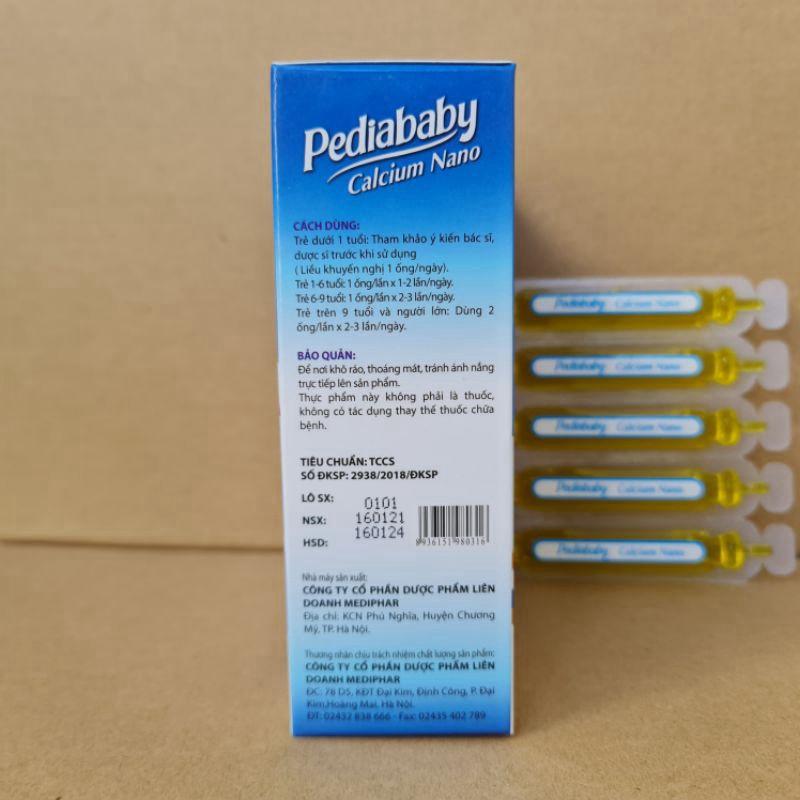 Pediababy
Calcium Nano
CÁCH DÙNG:
Trẻ dưới 1 tuổi: Tham khảo ý kiến bác sĩ,
dược sĩ trước khi sử dụng
( Liều khuyến nghị 1 ống/ngày).
Trẻ 1-6 tuổi: 1 ống/lần x 1-2 lần/ngày.
Trẻ 6-9 tuổi: 1 ống/lần x 2-3 lần/ngày.
Trẻ trên 9 tuổi và người lớn: Dùng 2
ống/lần x 2-3 lần/ngày.
BẢO QUẢN:
Để nơi khô ráo, thoáng mát, tránh ánh nắng
trực tiếp lên sản phẩm.
Thực phẩm này không phải là thuốc,
không có tác dụng thay thế thuốc chữa
bệnh.
TIÊU CHUẨN: TCCS
SỐ ĐKSP: 2938/2018/ĐKSP
LÔ SX: 0101
NSX: 160121
HSD: 160124
8936151980316
Nhà máy sản xuất:
CÔNG TY CỔ PHẦN DƯỢC PHẨM LIÊN
DOANH MEDIPHAR
Địa chỉ: KCN Phú Nghĩa, Huyện Chương
Mỹ, TP. Hà Nội.
Thương nhân chịu trách nhiệm chất lượng sản phẩm:
CÔNG TY CỔ PHẦN DƯỢC PHẨM LIÊN
DOANH MEDIPHAR
ĐC: 78 D5, KĐT Đại Kim, Định Công, P. Đại
Kim,Hoàng Mai, Hà Nội.
ĐT: 02432 838 666 - Fax: 02435 402 789
Pediababy Calcium Nano
Pediababy Calcium Nano
Pediababy Calcium Nano
Pediababy Calcium Nano
Pediababy Calcium Nano